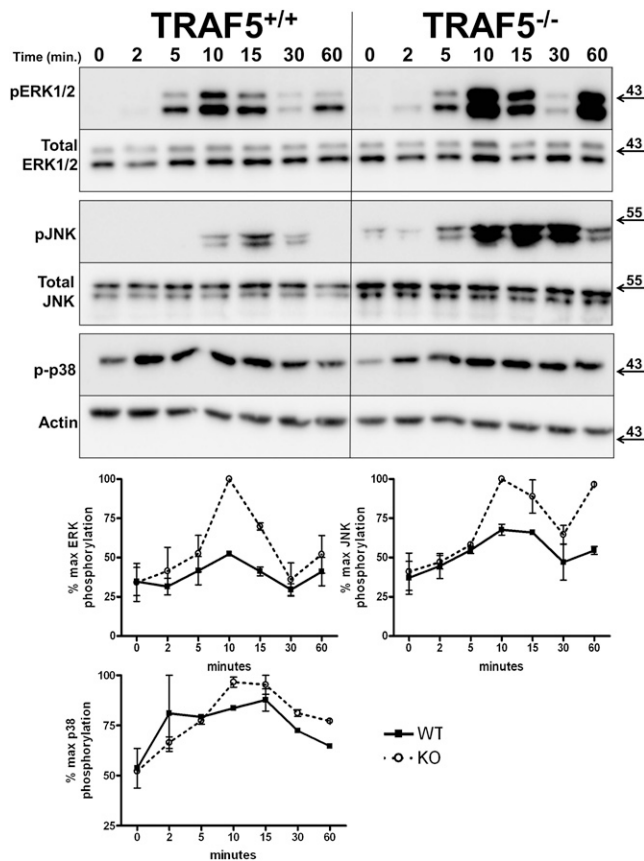 TRAF5+/+ TRAF5-/-
Time (min.) 0 2 5 10 15 30 60 0 2 5 10 15 30 60
pERK1/2 43
Total ERK1/2 43
pJNK 55
Total JNK 55
p-p38 43
Actin 43
% max ERK phosphorylation
100
75
50
25
0
0 2 5 10 15 30 60
minutes
% max JNK phosphorylation
100
75
50
25
0
0 2 5 10 15 30 60
minutes
% max p38 phosphorylation
100
75
50
25
0 2 5 10 15 30 60
minutes
WT
KO